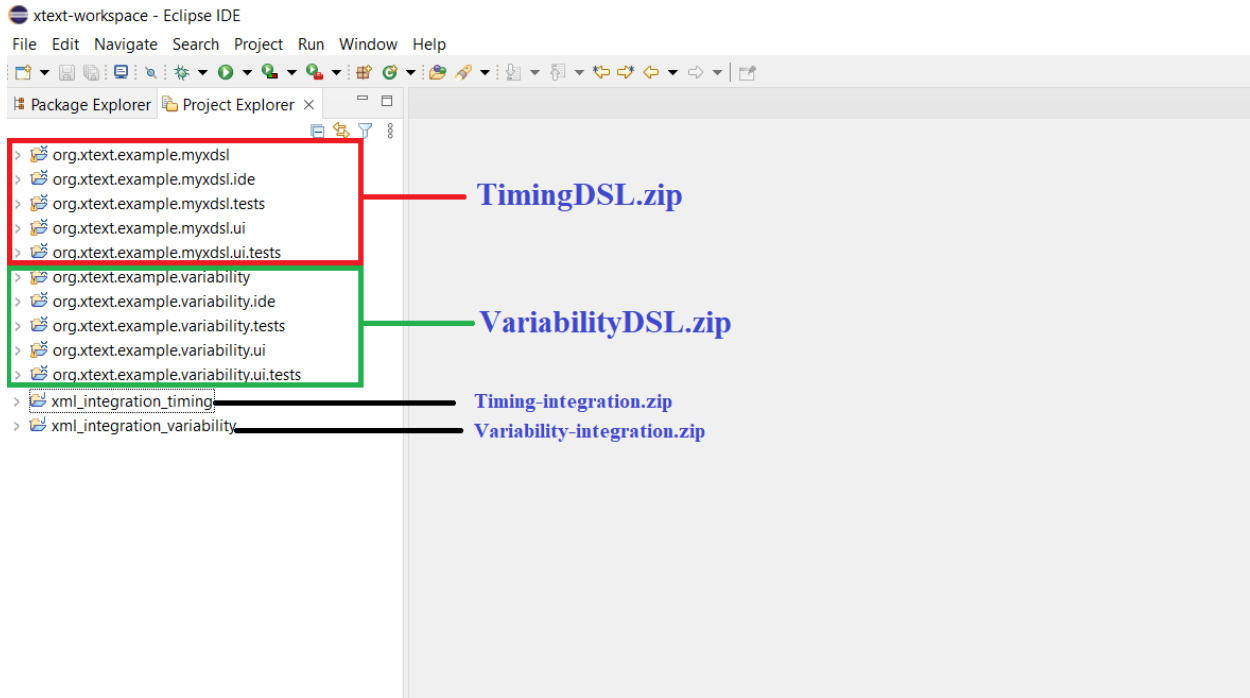 xtext-workspace - Eclipse IDE
File Edit Navigate Search Project Run Window Help
Package Explorer Project Explorer
org.xtext.example.myxdsl
org.xtext.example.myxdsl.ide
TimingDSL.zip
org.xtext.example.myxdsl.tests
org.xtext.example.myxdsl.ui
org.xtext.example.myxdsl.ui.tests
org.xtext.example.variability
org.xtext.example.variability.ide
VariabilityDSL.zip
org.xtext.example.variability.tests
org.xtext.example.variability.ui
org.xtext.example.variability.ui.tests
xml_integration_timing Timing-integration.zip
xml_integration_variability Variability-integration.zip